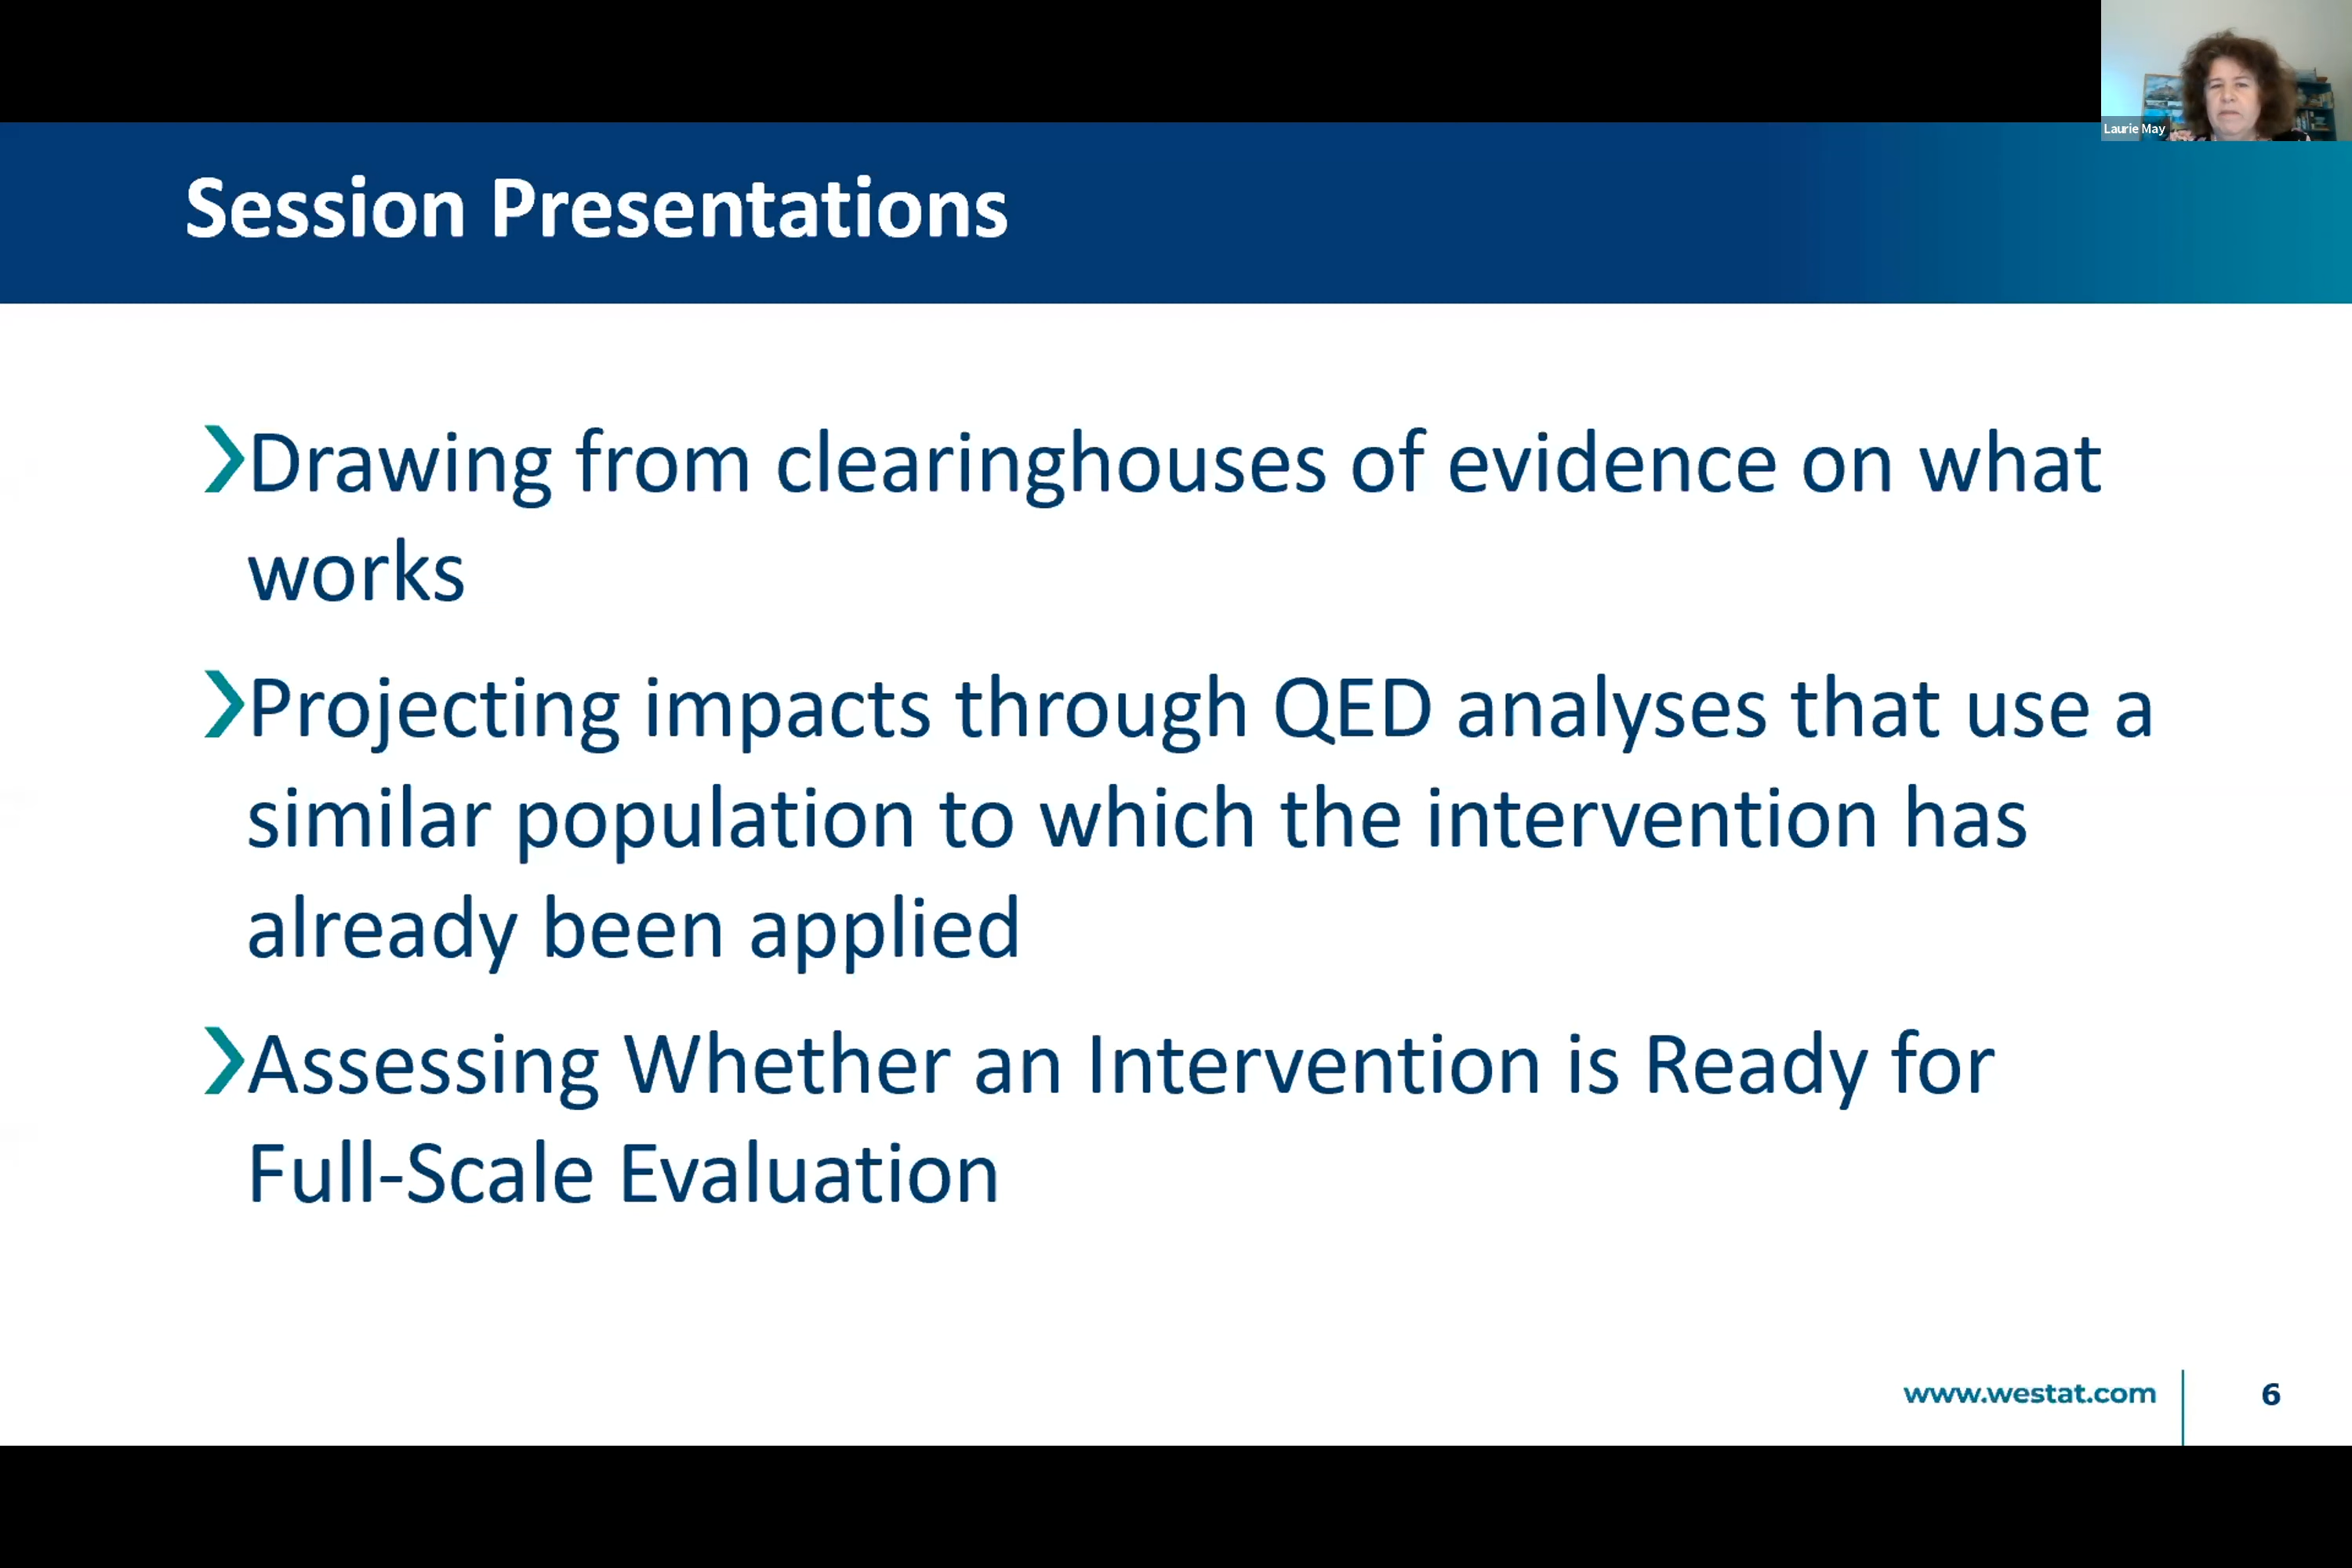 Laurie May
Session Presentations
Drawing from clearinghouses of evidence on what
works
Projecting impacts through QED analyses that use a
similar population to which the intervention has
already been applied
Assessing Whether an Intervention is Ready for
Full-Scale Evaluation
www.westat.com
6